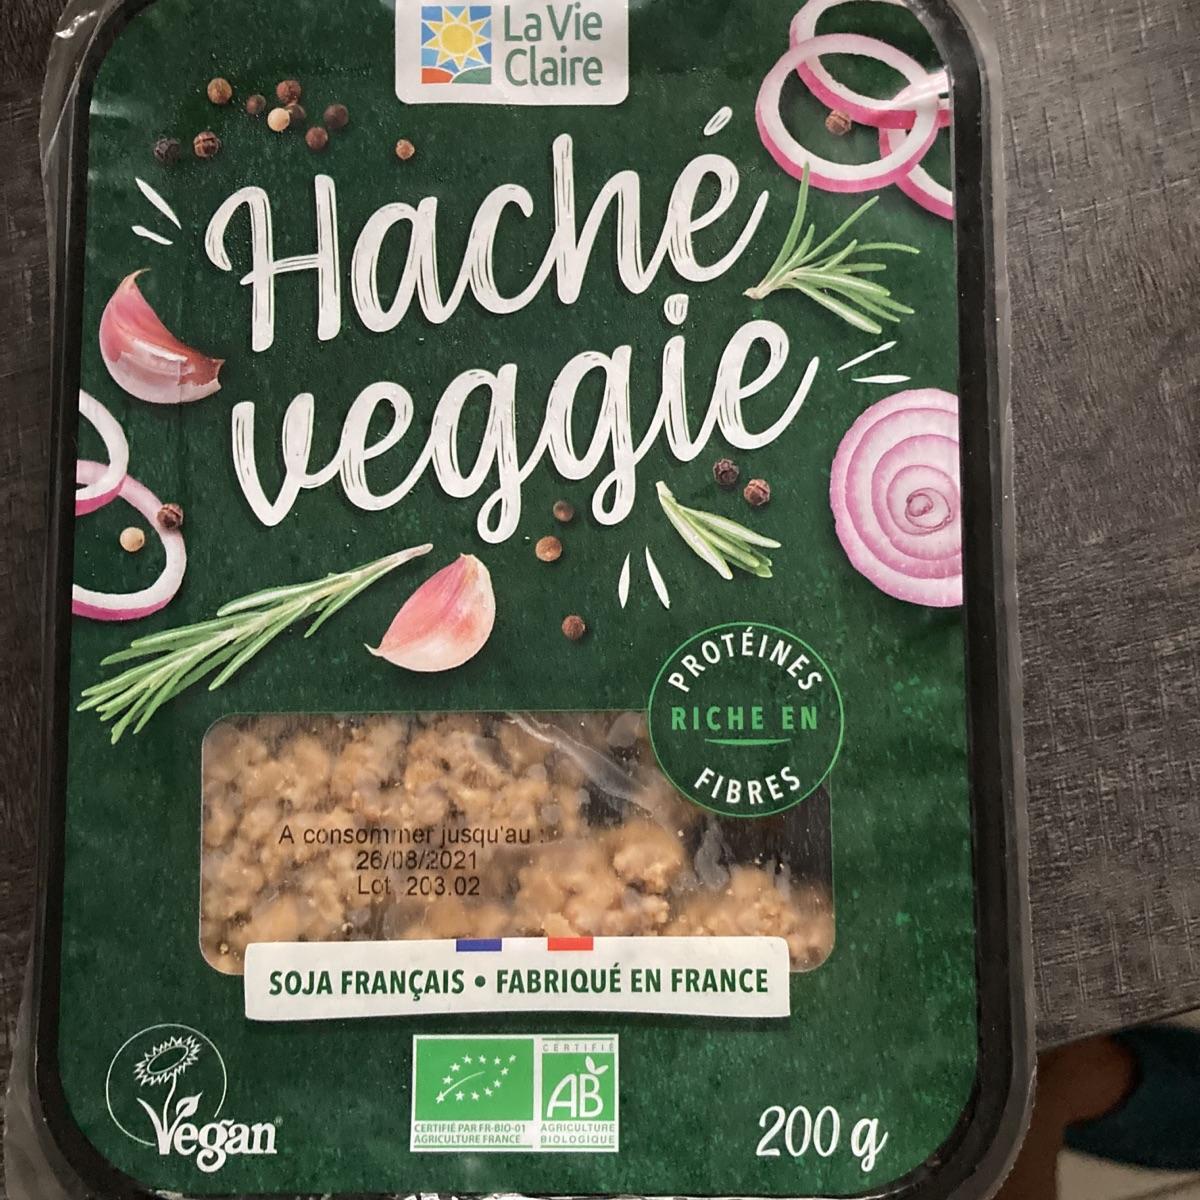 La Vie
Claire
Haché
veggie
PROTÉINES
RICHE EN
FIBRES
A consommer jusqu'au :
26/08/2021
Lot 203.02
SOJA FRANÇAIS • FABRIQUÉ EN FRANCE
Vegan
CERTIFIÉ PAR FR-BIO-01
AGRICULTURE FRANCE
CERTIFIÉ
AB
AGRICULTURE
BIOLOGIQUE
200 g